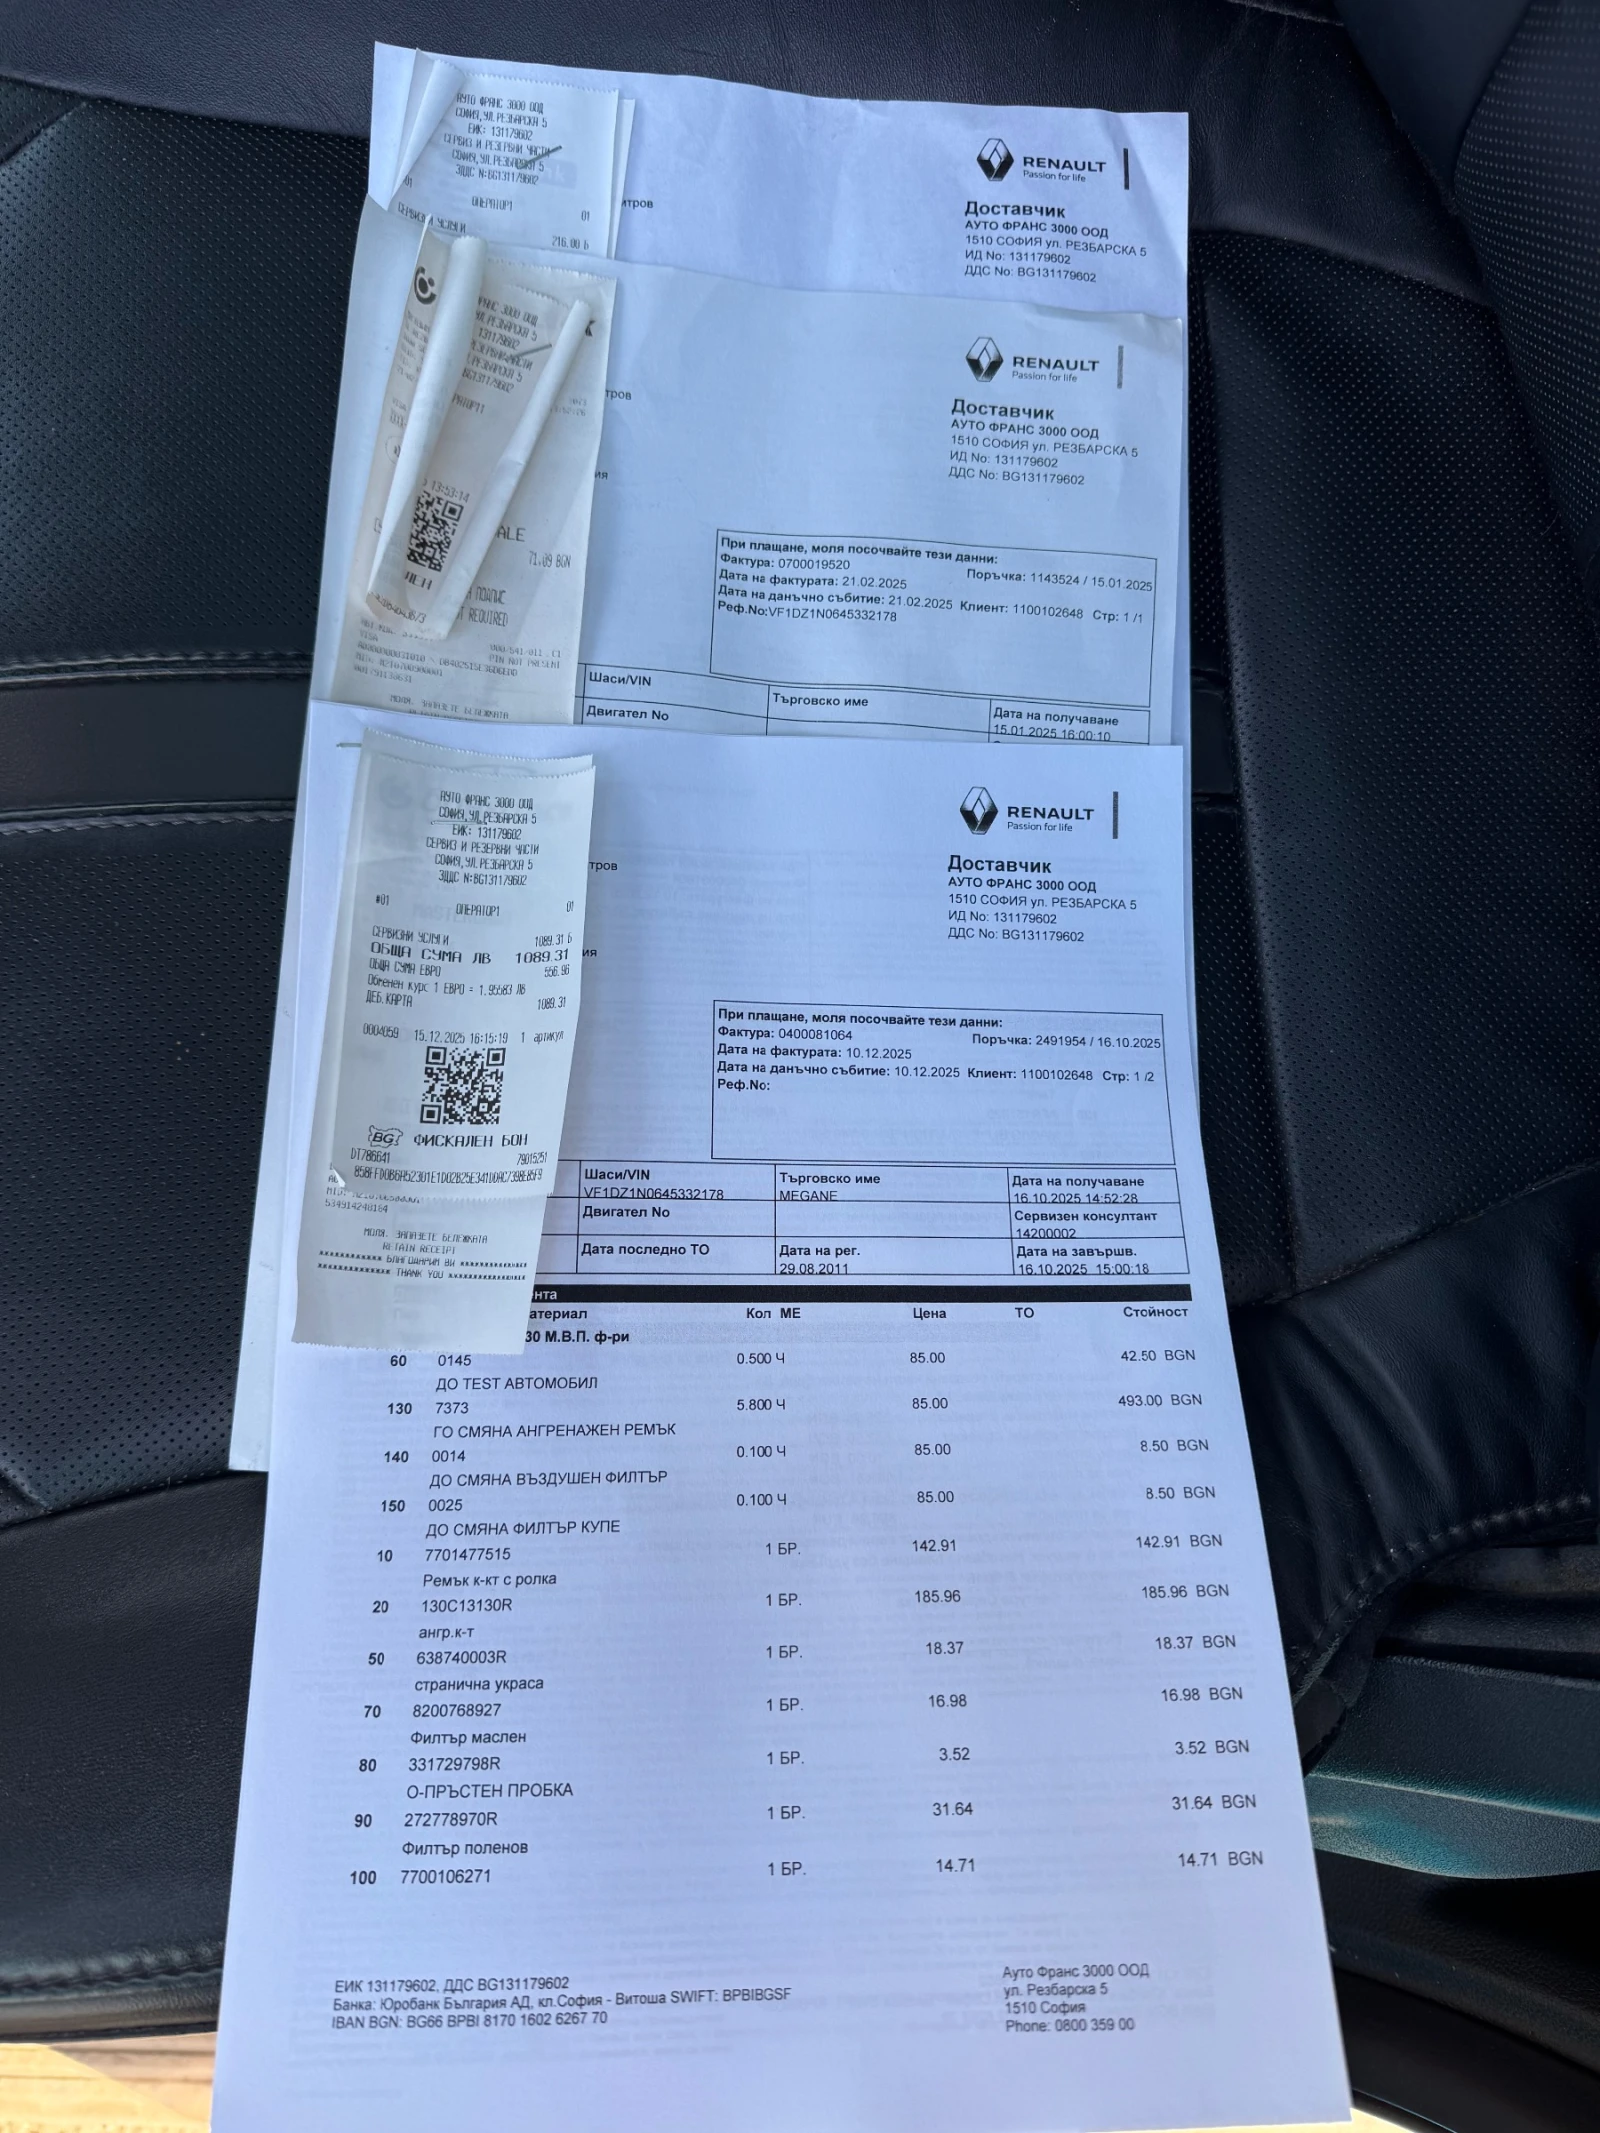 АУТО ФРАНС 3000 ООД
СОФИЯ,УЛ.РЕЗБАРСКА 5
ЕИК: 131179602
СЕРВИЗ И РЕЗЕРВНИ ЧАСТИ
СОФИЯ,УЛ.РЕЗБАРСКА 5
ЗДДС N:BG131179602
01
ОПЕРАТОР1 01
СЕРВИЗНИ УСЛУГИ
216.00 Б
RENAULT
Passion for life
Доставчик
АУТО ФРАНС 3000 ООД
1510 СОФИЯ ул. РЕЗБАРСКА 5
ИД No: 131179602
ДДС No: BG131179602
13:53:14
71.09 BGN
RENAULT
Passion for life
Доставчик
АУТО ФРАНС 3000 ООД
1510 СОФИЯ ул. РЕЗБАРСКА 5
ИД No: 131179602
ДДС No: BG131179602
При плащане, моля посочвайте тези данни:
Фактура: 0700019520 Поръчка: 1143524 / 15.01.2025
Дата на фактурата: 21.02.2025
Дата на данъчно събитие: 21.02.2025 Клиент: 1100102648 Стр: 1 /1
Реф.No:VF1DZ1N0645332178
Шаси/VIN
Търговско име
Дата на получаване
15.01.2025 16:00:10
Двигател No
МОЛЯ, ЗАПАЗЕТЕ БЕЛЕЖКАТА
АУТО ФРАНС 3000 ООД
СОФИЯ,УЛ.РЕЗБАРСКА 5
ЕИК: 131179602
СЕРВИЗ И РЕЗЕРВНИ ЧАСТИ
СОФИЯ,УЛ.РЕЗБАРСКА 5
ЗДДС N:BG131179602
#01 ОПЕРАТОР1 01
СЕРВИЗНИ УСЛУГИ 1089.31 Б
ОБЩА СУМА ЛВ 1089.31
ОБЩА СУМА ЕВРО 556.96
Обменен курс 1 ЕВРО = 1.95583 ЛВ
ДЕБ.КАРТА 1089.31
0004059 15.12.2025 16:15:19 1 артикул
BG ФИСКАЛЕН БОН
DT786641 79015251
534914248184
МОЛЯ, ЗАПАЗЕТЕ БЕЛЕЖКАТА
RETAIN RECEIPT
БЛАГОДАРИМ ВИ
THANK YOU
RENAULT
Passion for life
Доставчик
АУТО ФРАНС 3000 ООД
1510 СОФИЯ ул. РЕЗБАРСКА 5
ИД No: 131179602
ДДС No: BG131179602
При плащане, моля посочвайте тези данни:
Фактура: 0400081064 Поръчка: 2491954 / 16.10.2025
Дата на фактурата: 10.12.2025
Дата на данъчно събитие: 10.12.2025 Клиент: 1100102648 Стр: 1 /2
Реф.No:
Шаси/VIN Търговско име Дата на получаване
VF1DZ1N0645332178 MEGANE 16.10.2025 14:52:28
Двигател No Сервизен консултант
14200002
Дата последно ТО Дата на рег. Дата на завършв.
29.08.2011 16.10.2025 15:00:18
нта
атериал Кол МЕ Цена ТО Стойност
30 М.В.П. ф-ри
60 0145 0.500 Ч 85.00 42.50 BGN
ДО TEST АВТОМОБИЛ
130 7373 5.800 Ч 85.00 493.00 BGN
ГО СМЯНА АНГРЕНАЖЕН РЕМЪК
140 0014 0.100 Ч 85.00 8.50 BGN
ДО СМЯНА ВЪЗДУШЕН ФИЛТЪР
150 0025 0.100 Ч 85.00 8.50 BGN
ДО СМЯНА ФИЛТЪР КУПЕ
10 7701477515 1 БР. 142.91 142.91 BGN
Ремък к-кт с ролка
20 130C13130R 1 БР. 185.96 185.96 BGN
ангр.к-т
50 638740003R 1 БР. 18.37 18.37 BGN
странична украса
70 8200768927 1 БР. 16.98 16.98 BGN
Филтър маслен
80 331729798R 1 БР. 3.52 3.52 BGN
О-ПРЪСТЕН ПРОБКА
90 272778970R 1 БР. 31.64 31.64 BGN
Филтър поленов
100 7700106271 1 БР. 14.71 14.71 BGN
ЕИК 131179602, ДДС BG131179602
Банка: Юробанк България АД, кл.София - Витоша SWIFT: BPBIBGSF
IBAN BGN: BG66 BPBI 8170 1602 6267 70
Ауто Франс 3000 ООД
ул. Резбарска 5
1510 София
Phone: 0800 359 00